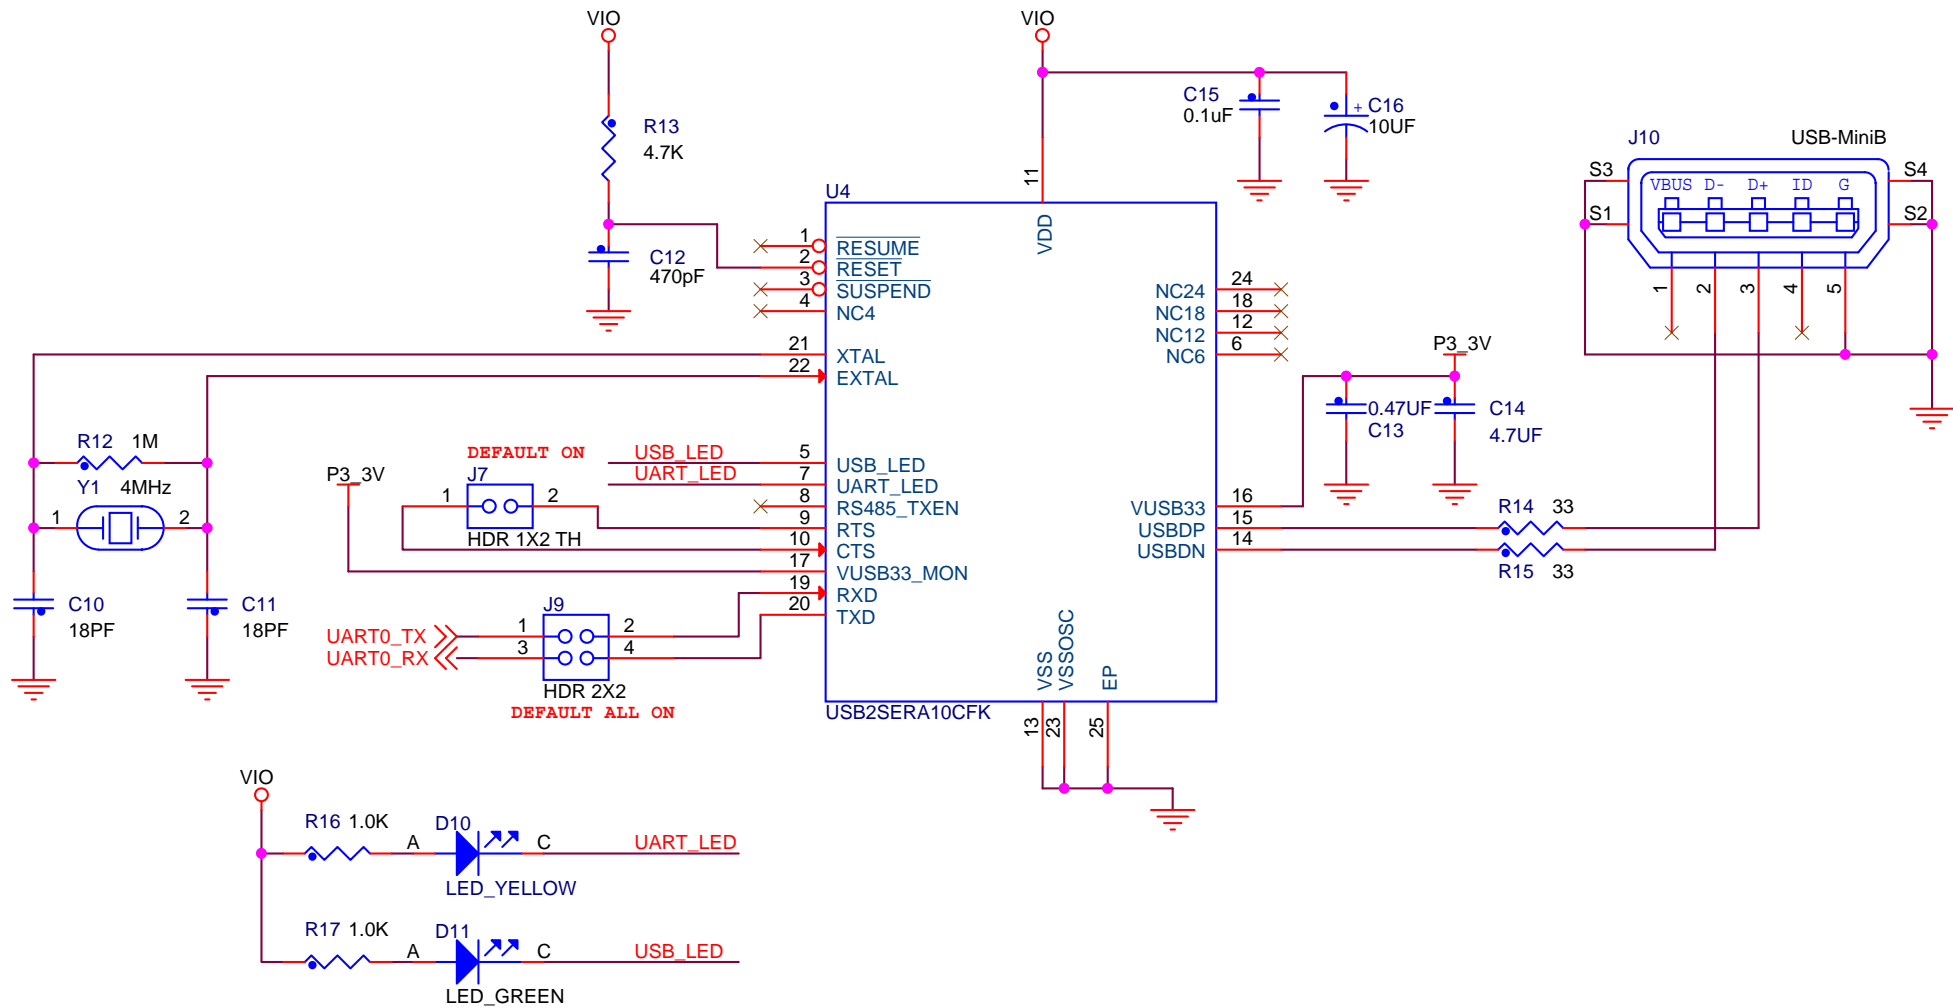 VIO
VIO
R13
4.7K
C15
0.1uF
+
C16
10UF
J10
USB-MiniB
S3
S4
S1
S2
VBUS D- D+ ID G
1
2
3
4
5
C12
470pF
U4
11
VDD
1
RESUME
2
RESET
3
SUSPEND
4
NC4
21
XTAL
22
EXTAL
NC24
24
NC18
18
NC12
12
NC6
6
P3_3V
0.47UF
C13
C14
4.7UF
R12 1M
Y1 4MHz
1
2
C10
18PF
C11
18PF
P3_3V
DEFAULT ON
J7
1
2
HDR 1X2 TH
USB_LED
UART_LED
5
USB_LED
7
UART_LED
8
RS485_TXEN
9
RTS
10
CTS
17
VUSB33_MON
19
RXD
20
TXD
VUSB33
16
USBDP
15
USBDN
14
R14 33
R15 33
J9
UART0_TX
1
2
UART0_RX
3
4
HDR 2X2
DEFAULT ALL ON
VSS
VSSOSC
EP
USB2SERA10CFK
13
23
25
VIO
R16 1.0K
A
D10
C
UART_LED
LED_YELLOW
R17 1.0K
A
D11
C
USB_LED
LED_GREEN